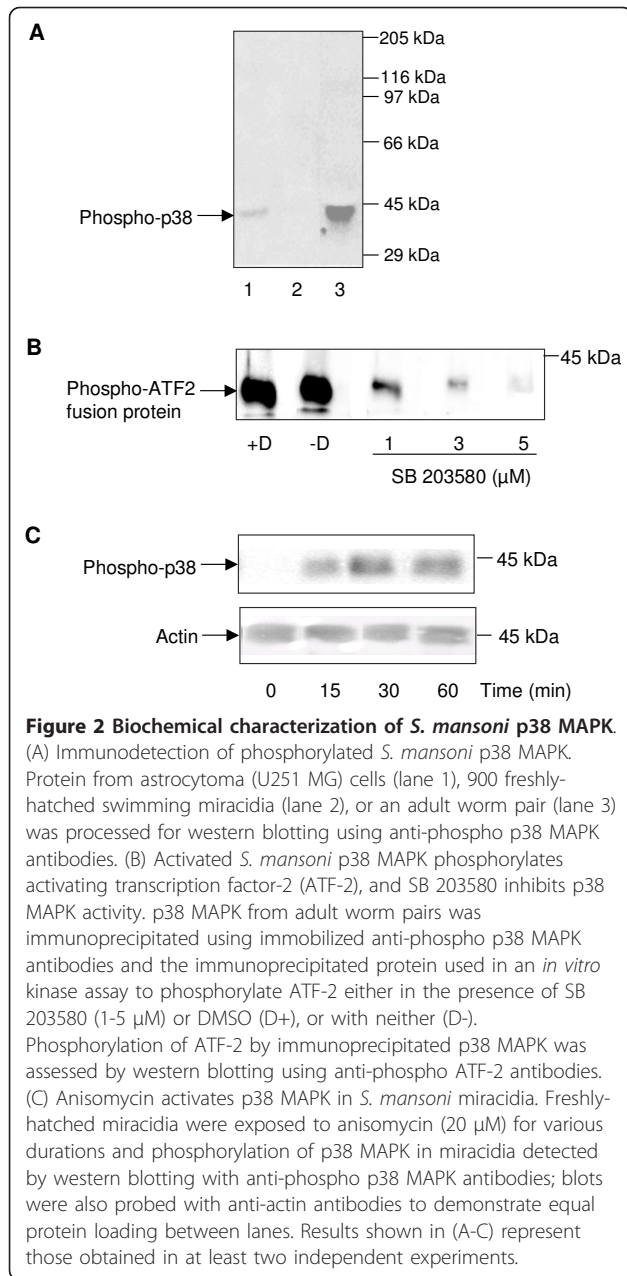 A
205 kDa
116 kDa
97 kDa
66 kDa
45 kDa
Phospho-p38
29 kDa
1 2 3
B
45 kDa
Phospho-ATF2
fusion protein
+D -D 1 3 5
SB 203580 (µM)
C
Phospho-p38
45 kDa
Actin
45 kDa
0 15 30 60 Time (min)
Figure 2 Biochemical characterization of S. mansoni p38 MAPK.
(A) Immunodetection of phosphorylated S. mansoni p38 MAPK.
Protein from astrocytoma (U251 MG) cells (lane 1), 900 freshly-
hatched swimming miracidia (lane 2), or an adult worm pair (lane 3)
was processed for western blotting using anti-phospho p38 MAPK
antibodies. (B) Activated S. mansoni p38 MAPK phosphorylates
activating transcription factor-2 (ATF-2), and SB 203580 inhibits p38
MAPK activity. p38 MAPK from adult worm pairs was
immunoprecipitated using immobilized anti-phospho p38 MAPK
antibodies and the immunoprecipitated protein used in an in vitro
kinase assay to phosphorylate ATF-2 either in the presence of SB
203580 (1-5 µM) or DMSO (D+), or with neither (D-).
Phosphorylation of ATF-2 by immunoprecipitated p38 MAPK was
assessed by western blotting using anti-phospho ATF-2 antibodies.
(C) Anisomycin activates p38 MAPK in S. mansoni miracidia. Freshly-
hatched miracidia were exposed to anisomycin (20 µM) for various
durations and phosphorylation of p38 MAPK in miracidia detected
by western blotting with anti-phospho p38 MAPK antibodies; blots
were also probed with anti-actin antibodies to demonstrate equal
protein loading between lanes. Results shown in (A-C) represent
those obtained in at least two independent experiments.